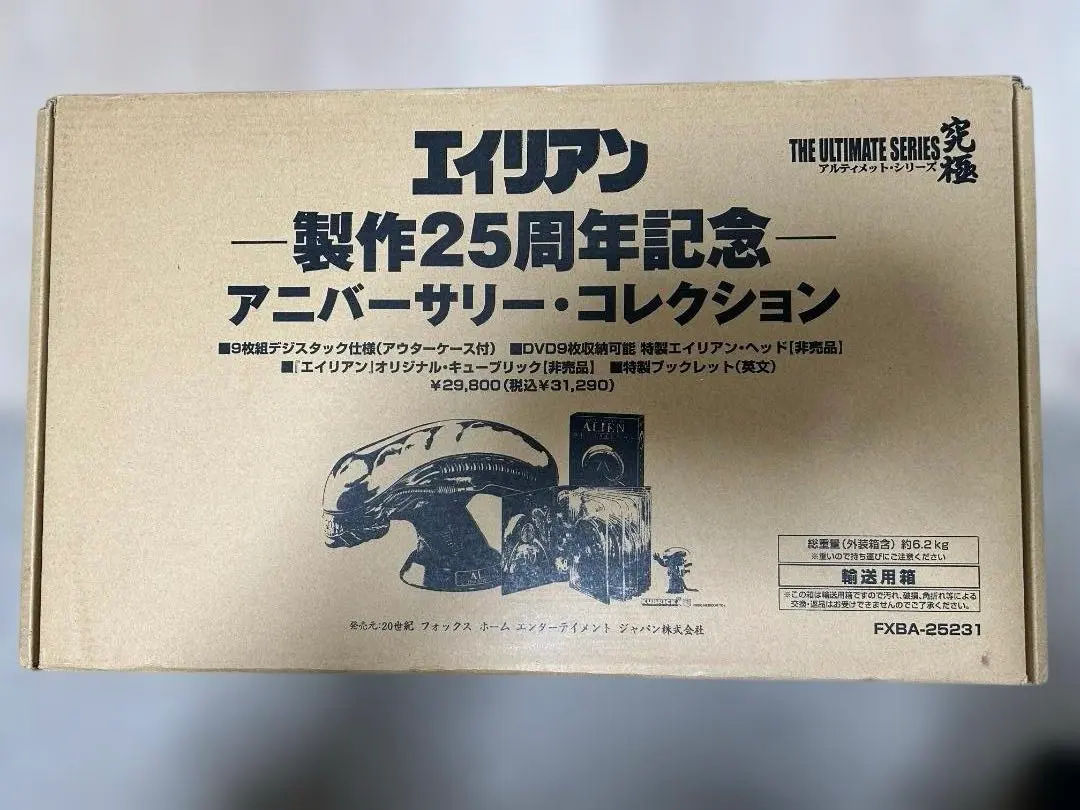 エイリアン
THE ULTIMATE SERIES 究極
アルティメット・シリーズ
製作25周年記念
アニバーサリー・コレクション
■9枚組デジスタック仕様(アウターケース付) ■DVD9枚収納可能 特製エイリアン・ヘッド[非売品]
■『エイリアン』オリジナル・キューブリック[非売品] ■特製ブックレット(英文)
¥29,800(税込¥31,290)
ALIEN
総重量(外装箱含)約6.2kg
※重いので持ち運びにご注意ください
輸送用箱
※この箱は輸送用箱ですので汚れ、破損、角折れ等による
交換・返品はお受けできませんのでご了承ください。
発売元:20世紀 フォックス ホーム エンターテイメント ジャパン株式会社
FXBA-25231